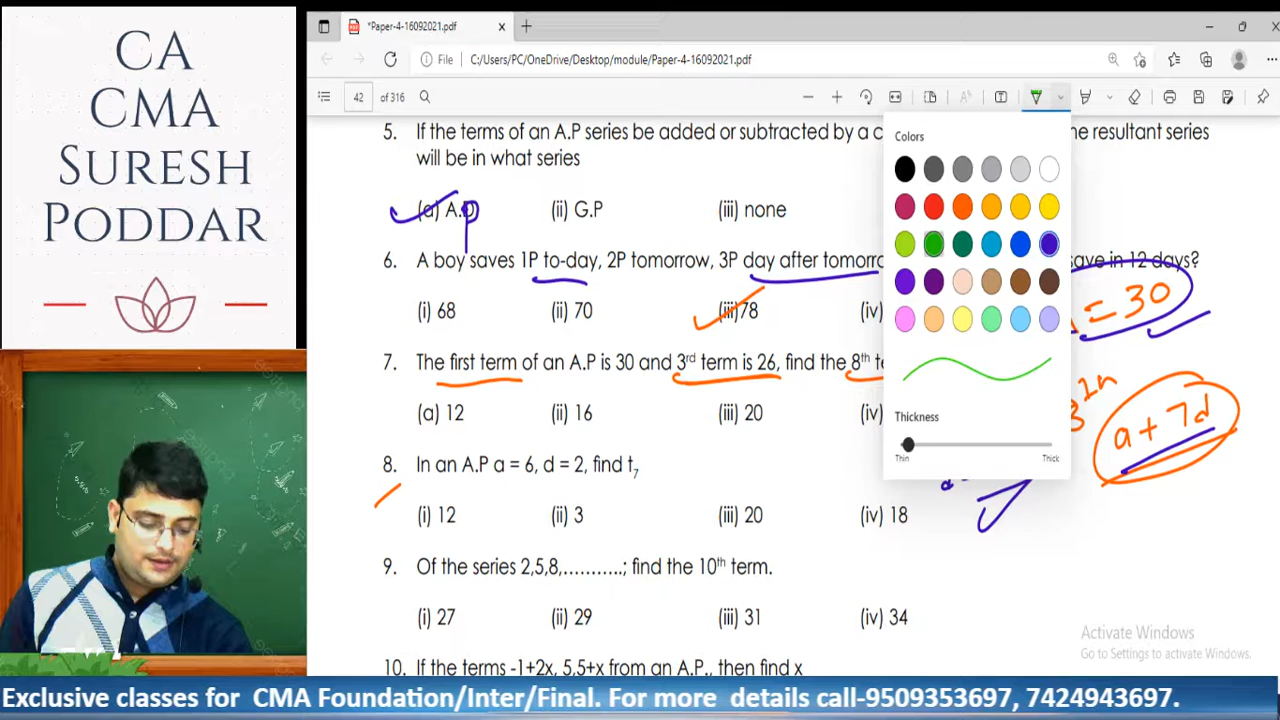 CA
CMA
SURESH
PODDAR
*Paper-4-16092021.pdf
File C:/Users/PC/OneDrive/Desktop/module/Paper-4-16092021.pdf
42 of 316
5. If the terms of an A.P series be added or subtracted by a c he resultant series
will be in what series
(a) A.p (ii) G.P (iii) none
6. A boy saves 1P to-day, 2P tomorrow, 3P day after tomorro save in 12 days?
(i) 68 (ii) 70 (iii) 78 (iv)
= 30
7. The first term of an A.P is 30 and 3rd term is 26, find the 8th te
(a) 12 (ii) 16 (iii) 20 (iv)
a + 7d
8. In an A.P a = 6, d = 2, find t7
(i) 12 (ii) 3 (iii) 20 (iv) 18
9. Of the series 2,5,8,...........; find the 10th term.
(i) 27 (ii) 29 (iii) 31 (iv) 34
10. If the terms -1+2x, 5,5+x from an A.P., then find x
Colors
Thickness
Thin Thick
Activate Windows
Go to Settings to activate Windows.
Exclusive classes for CMA Foundation/Inter/Final. For more details call-9509353697, 7424943697.